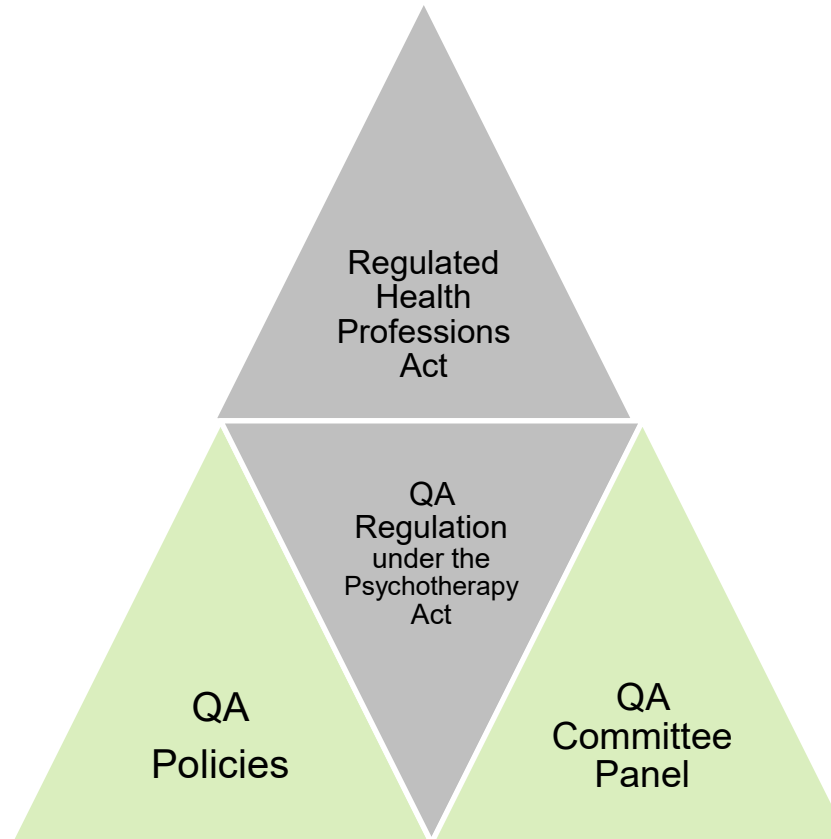 Regulated
Health
Professions
Act
QA
Regulation
under the
Psychotherapy
Act
QA
Policies
QA
Committee
Panel